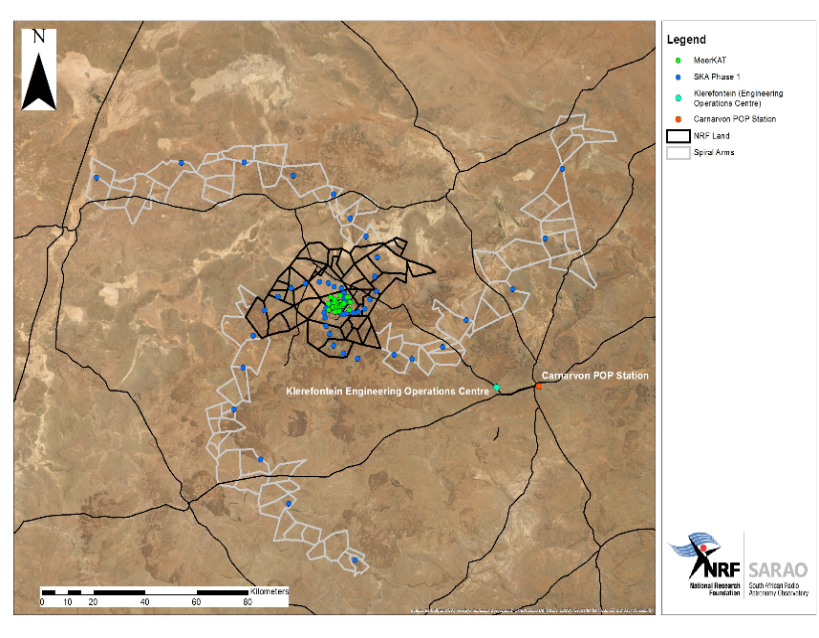 N
Carnarvon POP Station
Klerefontein Engineering Operations Centre
Kilometers
0 10 20 40 60 80
Legend
MeerKAT
SKA Phase 1
Klerefontein (Engineering
Operations Centre)
Carnarvon POP Station
NRF Land
Spiral Arms
NRF
National Research
Foundation
SARAO
South African Radio
Astronomy Observatory